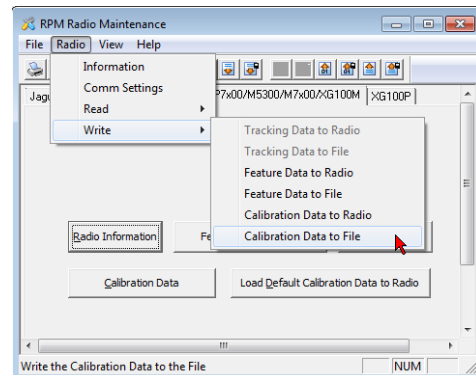 RPM Radio Maintenance
File Radio View Help
Information
Comm Settings
Read
Write
P7x00/M5300/M7x00/XG100M XG100P
Tracking Data to Radio
Tracking Data to File
Feature Data to Radio
Feature Data to File
Calibration Data to Radio
Calibration Data to File
Radio Information
Calibration Data Load Default Calibration Data to Radio
Write the Calibration Data to the File NUM